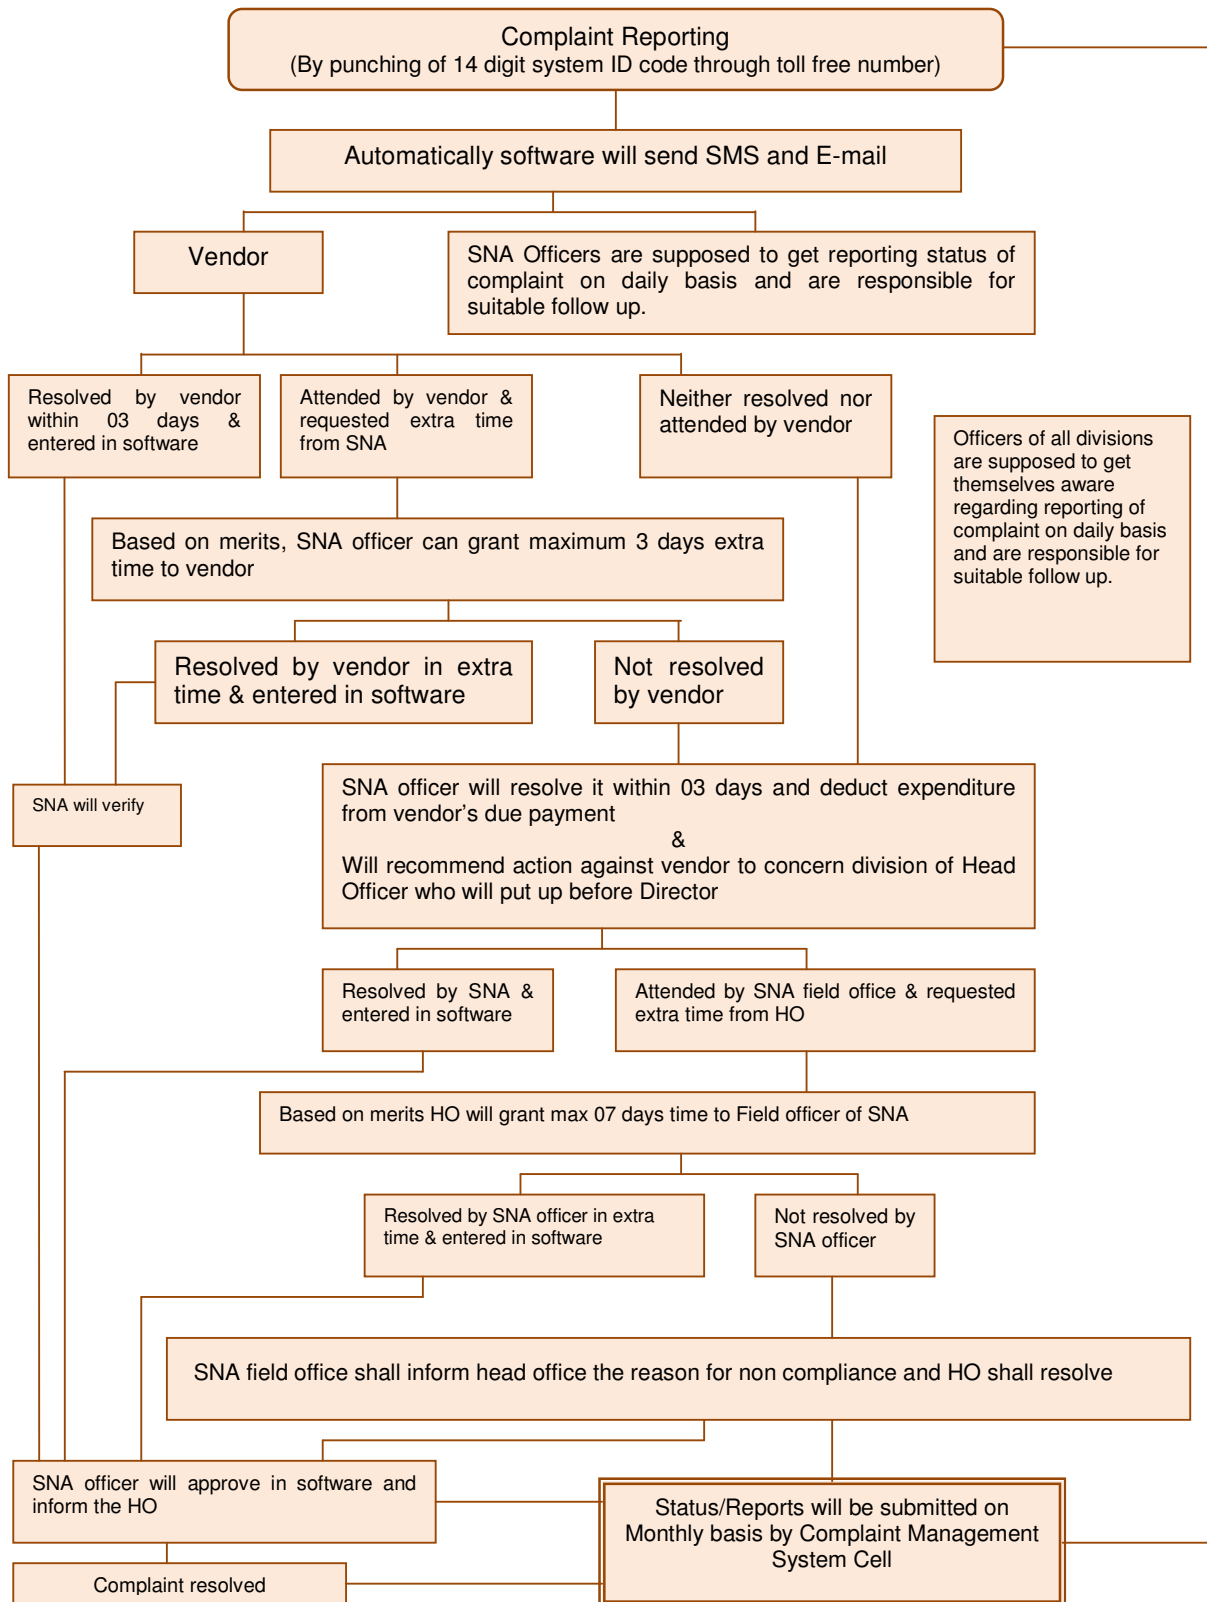 Complaint Reporting
(By punching of 14 digit system ID code through toll free number)
Automatically software will send SMS and E-mail
Vendor
SNA Officers are supposed to get reporting status of
complaint on daily basis and are responsible for
suitable follow up.
Resolved by vendor
within 03 days &
entered in software
Attended by vendor &
requested extra time
from SNA
Neither resolved nor
attended by vendor
Officers of all divisions
are supposed to get
themselves aware
regarding reporting of
complaint on daily basis
and are responsible for
suitable follow up.
Based on merits, SNA officer can grant maximum 3 days extra
time to vendor
Resolved by vendor in extra
time & entered in software
Not resolved
by vendor
SNA will verify
SNA officer will resolve it within 03 days and deduct expenditure
from vendor’s due payment
&
Will recommend action against vendor to concern division of Head
Officer who will put up before Director
Resolved by SNA &
entered in software
Attended by SNA field office & requested
extra time from HO
Based on merits HO will grant max 07 days time to Field officer of SNA
Resolved by SNA officer in extra
time & entered in software
Not resolved by
SNA officer
SNA field office shall inform head office the reason for non compliance and HO shall resolve
SNA officer will approve in software and
inform the HO
Status/Reports will be submitted on
Monthly basis by Complaint Management
System Cell
Complaint resolved